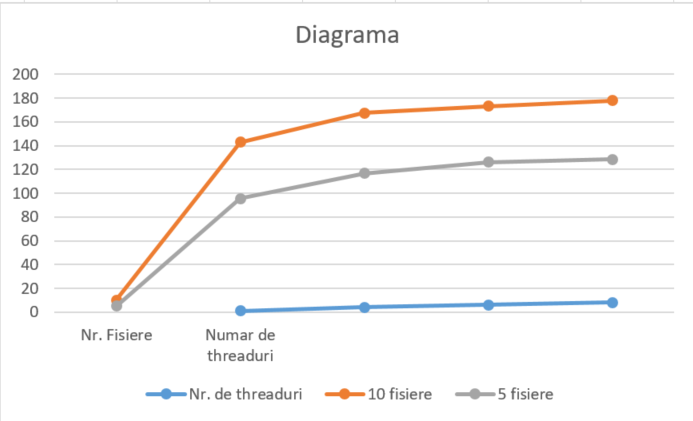 Diagrama
200
180
160
140
120
100
80
60
40
20
0
Nr. Fisiere
Numar de
threaduri
Nr. de threaduri
10 fisiere
5 fisiere